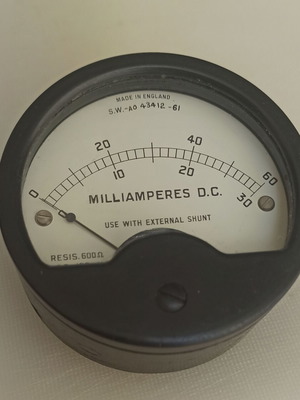 MADE IN ENGLAND
S.W.-AO 43412-61
0 20 40 60
10 20 30
MILLIAMPERES D.C.
USE WITH EXTERNAL SHUNT
RESIS. 600Ω